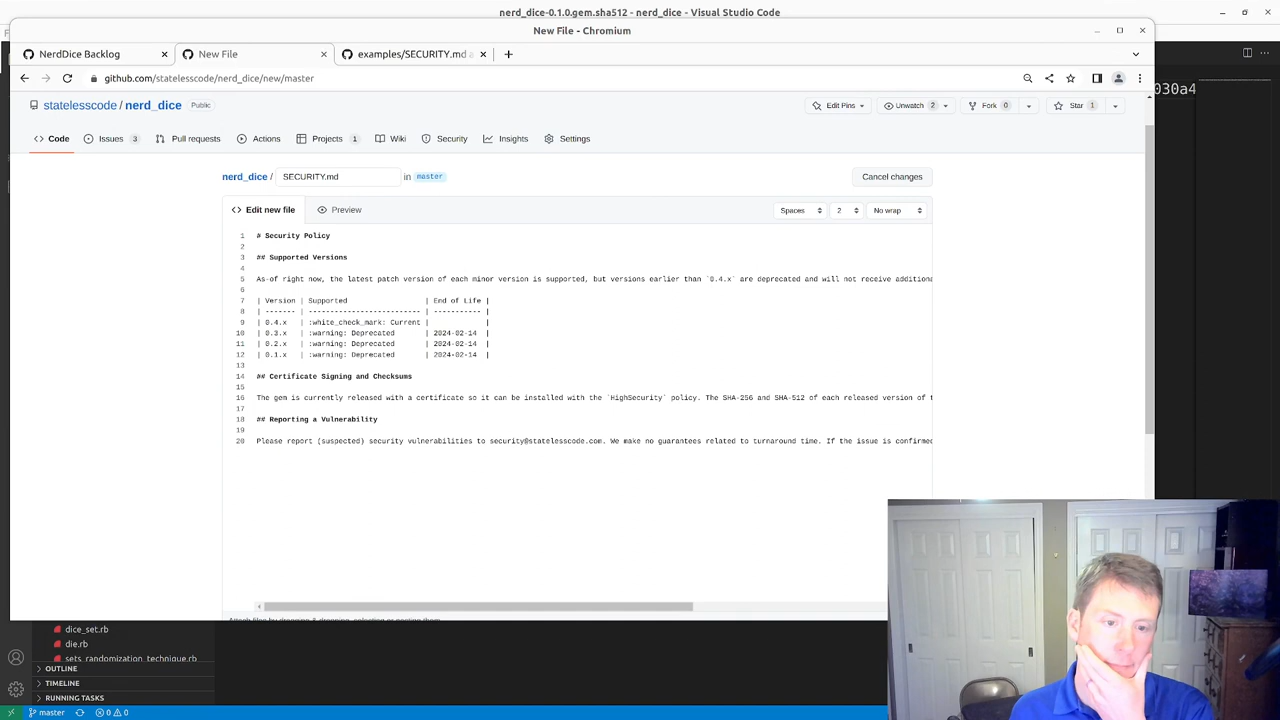 nerd_dice-0.1.0.gem.sha512 - nerd_dice - Visual Studio Code
New File - Chromium
NerdDice Backlog
New File
examples/SECURITY.md a
github.com/statelesscode/nerd_dice/new/master
030a4
statelesscode / nerd_dice Public
Edit Pins Unwatch 2 Fork 0 Star 1
Code Issues 3 Pull requests Actions Projects 1 Wiki Security Insights Settings
nerd_dice / SECURITY.md in master Cancel changes
Edit new file Preview Spaces 2 No wrap
1 # Security Policy
2
3 ## Supported Versions
4
5 As-of right now, the latest patch version of each minor version is supported, but versions earlier than `0.4.x` are deprecated and will not receive additiona
6
7 | Version | Supported | End of Life |
8 | ------- | -------------------------- | ----------- |
9 | 0.4.x | :white_check_mark: Current | |
10 | 0.3.x | :warning: Deprecated | 2024-02-14 |
11 | 0.2.x | :warning: Deprecated | 2024-02-14 |
12 | 0.1.x | :warning: Deprecated | 2024-02-14 |
13
14 ## Certificate Signing and Checksums
15
16 The gem is currently released with a certificate so it can be installed with the `HighSecurity` policy. The SHA-256 and SHA-512 of each released version of t
17
18 ## Reporting a Vulnerability
19
20 Please report (suspected) security vulnerabilities to security@statelesscode.com. We make no guarantees related to turnaround time. If the issue is confirmed
dice_set.rb
die.rb
sets_randomization_technique.rb
OUTLINE
TIMELINE
RUNNING TASKS
master 0 0